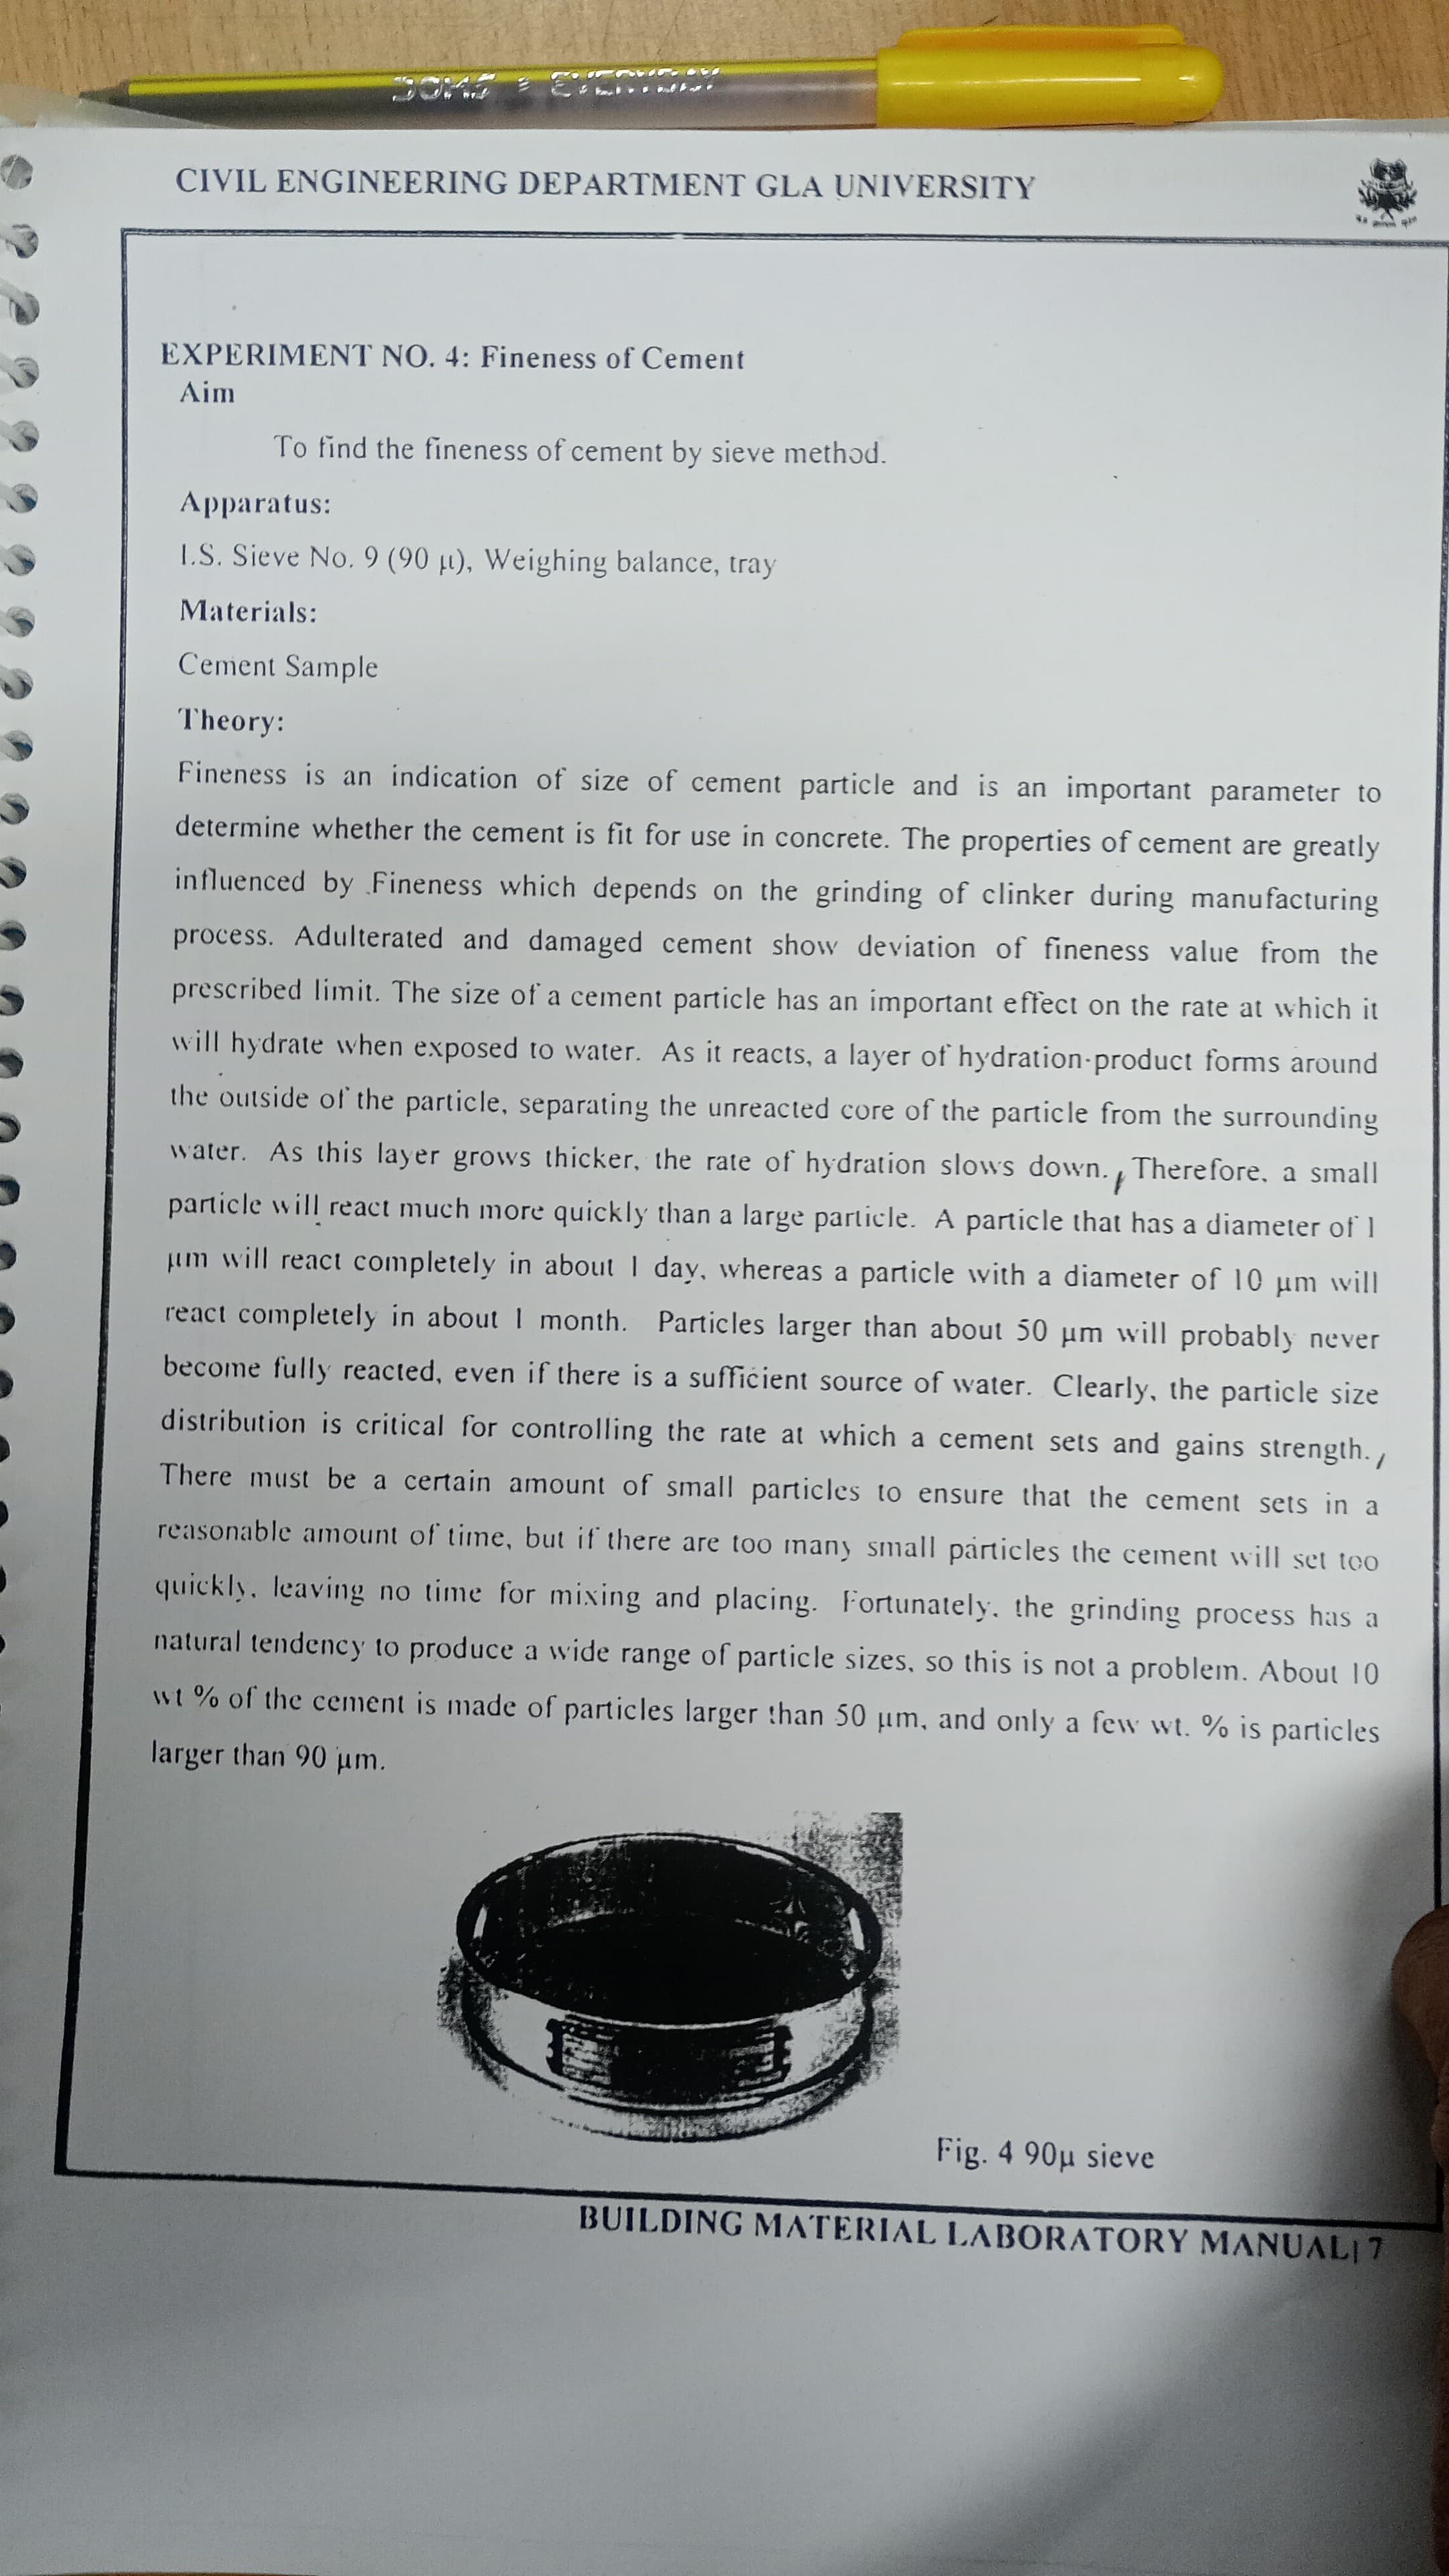 DOMS EVERYDAY
CIVIL ENGINEERING DEPARTMENT GLA UNIVERSITY
EXPERIMENT NO. 4: Fineness of Cement
Aim
To find the fineness of cement by sieve method.
Apparatus:
I.S. Sieve No. 9 (90 µ), Weighing balance, tray
Materials:
Cement Sample
Theory:
Fineness is an indication of size of cement particle and is an important parameter to
determine whether the cement is fit for use in concrete. The properties of cement are greatly
influenced by Fineness which depends on the grinding of clinker during manufacturing
process. Adulterated and damaged cement show deviation of fineness value from the
prescribed limit. The size of a cement particle has an important effect on the rate at which it
will hydrate when exposed to water. As it reacts, a layer of hydration-product forms around
the outside of the particle, separating the unreacted core of the particle from the surrounding
water. As this layer grows thicker, the rate of hydration slows down. Therefore, a small
particle will react much more quickly than a large particle. A particle that has a diameter of 1
µm will react completely in about 1 day, whereas a particle with a diameter of 10 µm will
react completely in about 1 month. Particles larger than about 50 µm will probably never
become fully reacted, even if there is a sufficient source of water. Clearly, the particle size
distribution is critical for controlling the rate at which a cement sets and gains strength.
There must be a certain amount of small particles to ensure that the cement sets in a
reasonable amount of time, but if there are too many small particles the cement will set too
quickly, leaving no time for mixing and placing. Fortunately, the grinding process has a
natural tendency to produce a wide range of particle sizes, so this is not a problem. About 10
wt % of the cement is made of particles larger than 50 µm, and only a few wt. % is particles
larger than 90 µm.
Fig. 4 90µ sieve
BUILDING MATERIAL LABORATORY MANUAL| 7